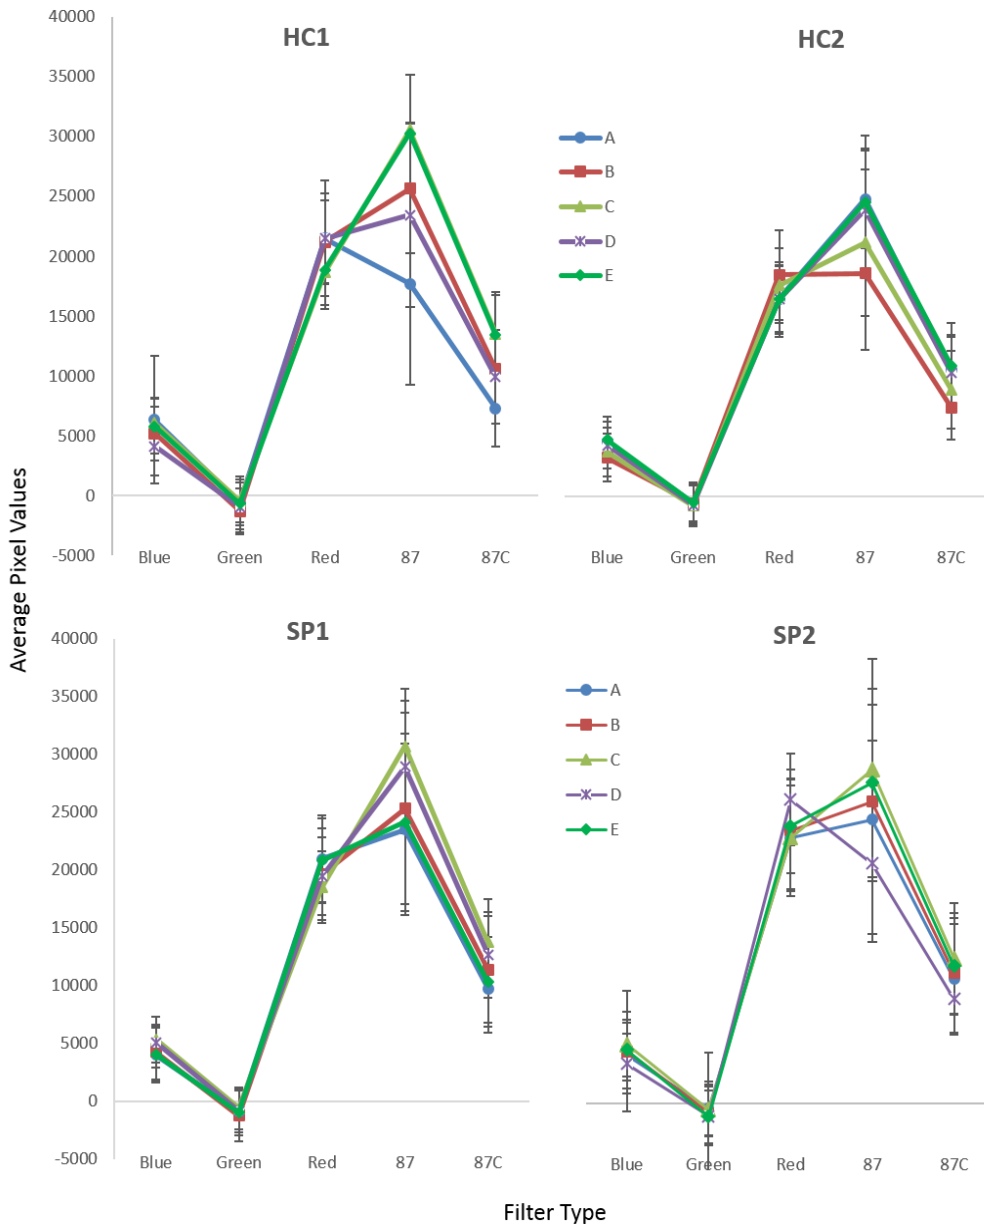 HC1
HC2
40000
35000
30000
25000
20000
15000
10000
5000
0
-5000
A
B
C
D
E
Blue Green Red 87 87C
Blue Green Red 87 87C
Average Pixel Values
SP1
SP2
40000
35000
30000
25000
20000
15000
10000
5000
0
-5000
A
B
C
D
E
Blue Green Red 87 87C
Blue Green Red 87 87C
Filter Type